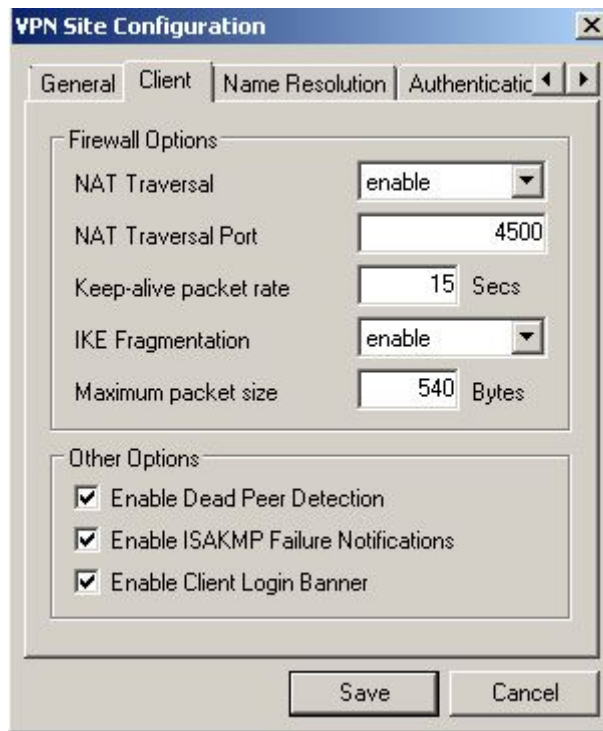 VPN Site Configuration
General Client Name Resolution Authenticatic
Firewall Options
NAT Traversal enable
NAT Traversal Port 4500
Keep-alive packet rate 15 Secs
IKE Fragmentation enable
Maximum packet size 540 Bytes
Other Options
Enable Dead Peer Detection
Enable ISAKMP Failure Notifications
Enable Client Login Banner
Save Cancel